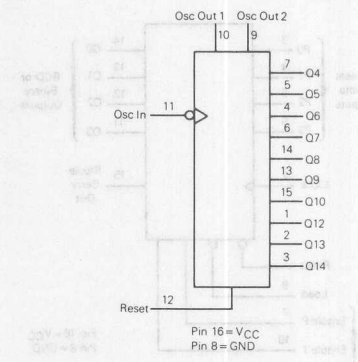 Osc Out 1 Osc Out 2
10 9
7 Q4
5 Q5
4 Q6
Osc In 11
6 Q7
14 Q8
13 Q9
15 Q10
1 Q12
2 Q13
3 Q14
Reset 12
Pin 16 = VCC
Pin 8 = GND